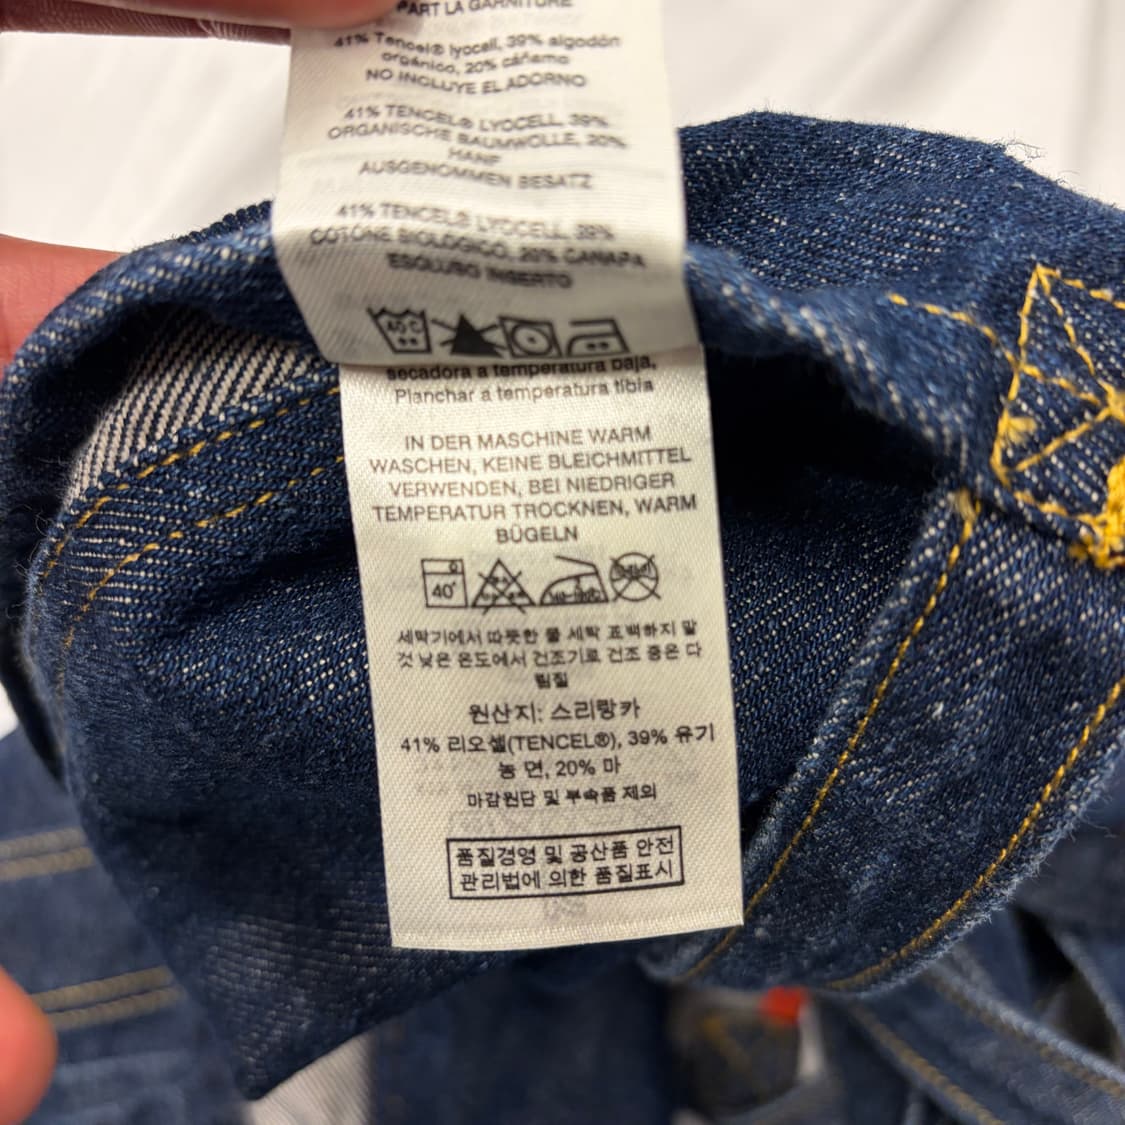 PART LA GARNITURE
41% Tencel® lyocell, 39% algodón
orgánico, 20% cáñamo
NO INCLUYE EL ADORNO
41% TENCEL® LYOCELL, 39%
ORGANISCHE BAUMWOLLE, 20%
HANF
AUSGENOMMEN BESATZ
41% TENCEL® LYOCELL, 39%
COTONE BIOLOGICO, 20% CANAPA
ESCLUSO INSERTO
40 C
secadora a temperatura baja,
Planchar a temperatura tibia
IN DER MASCHINE WARM
WASCHEN, KEINE BLEICHMITTEL
VERWENDEN, BEI NIEDRIGER
TEMPERATUR TROCKNEN, WARM
BÜGELN
40°
세탁기에서 따뜻한 물 세탁 표백하지 말
것 낮은 온도에서 건조기로 건조 중온 다
림질
원산지: 스리랑카
41% 리오셀(TENCEL®), 39% 유기
농 면, 20% 마
마감원단 및 부속품 제외
품질경영 및 공산품 안전
관리법에 의한 품질표시